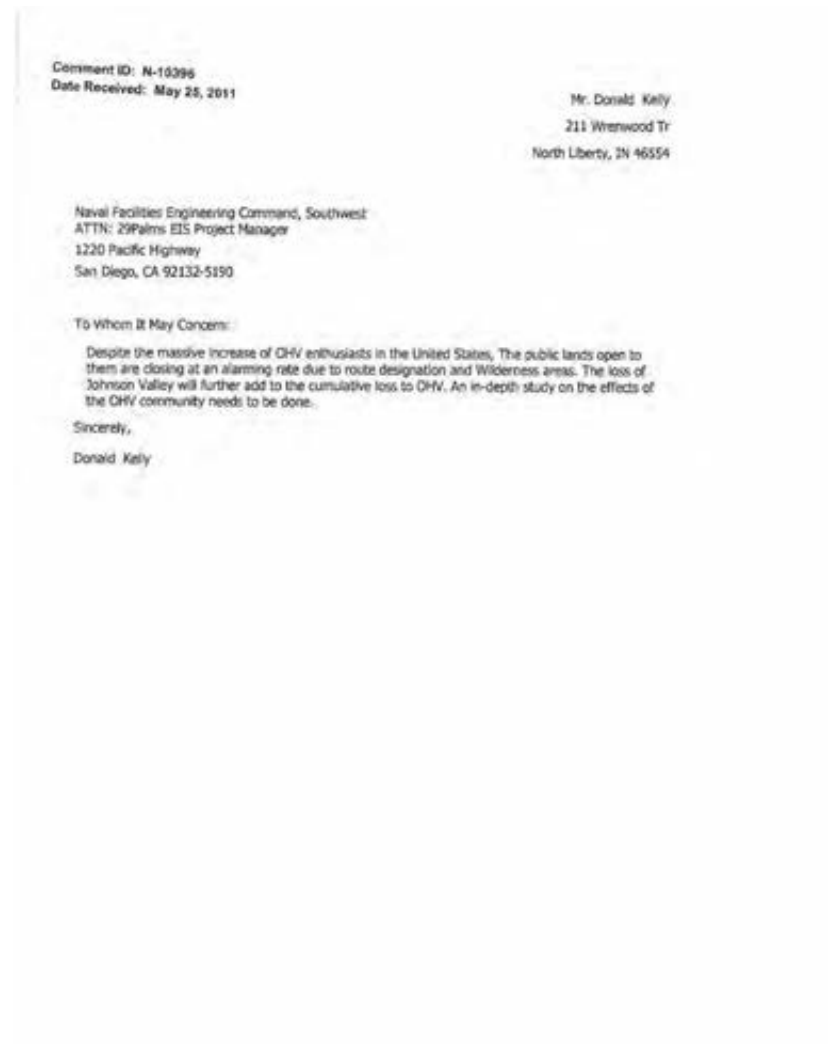 Comment ID: N-10396
Date Received: May 25, 2011
Mr. Donald Kelly
211 Wrenwood Tr
North Liberty, IN 46554
Naval Facilities Engineering Command, Southwest
ATTN: 29Palms EIS Project Manager
1220 Pacific Highway
San Diego, CA 92132-5190
To Whom It May Concern:
Despite the massive increase of OHV enthusiasts in the United States, The public lands open to
them are closing at an alarming rate due to route designation and Wilderness areas. The loss of
Johnson Valley will further add to the cumulative loss to OHV. An in-depth study on the effects of
the OHV community needs to be done.
Sincerely,
Donald Kelly